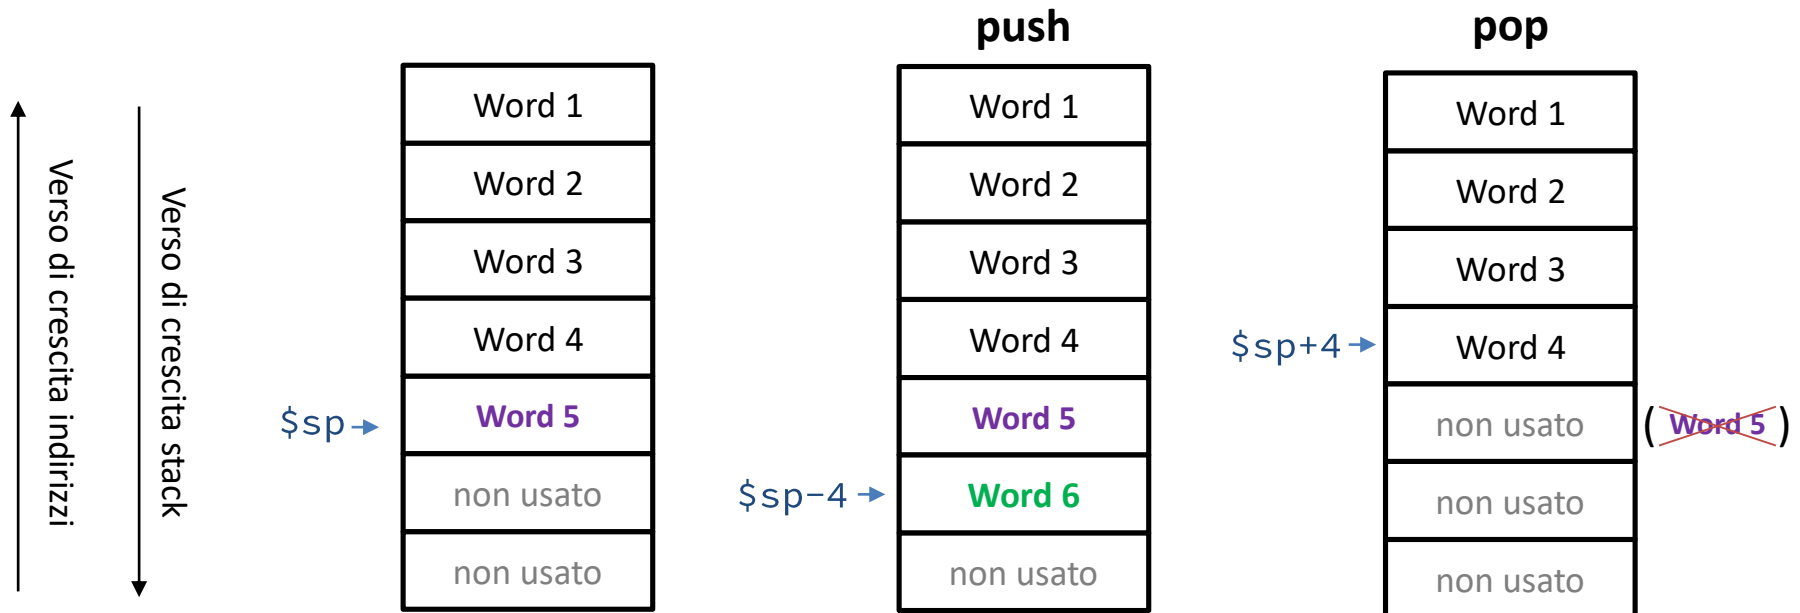 Verso di crescita indirizzi
Verso di crescita stack
Word 1
Word 2
Word 3
Word 4
$sp
Word 5
non usato
non usato
push
Word 1
Word 2
Word 3
Word 4
Word 5
$sp-4
Word 6
non usato
pop
Word 1
Word 2
Word 3
$sp+4
Word 4
non usato
(Word 5)
non usato
non usato